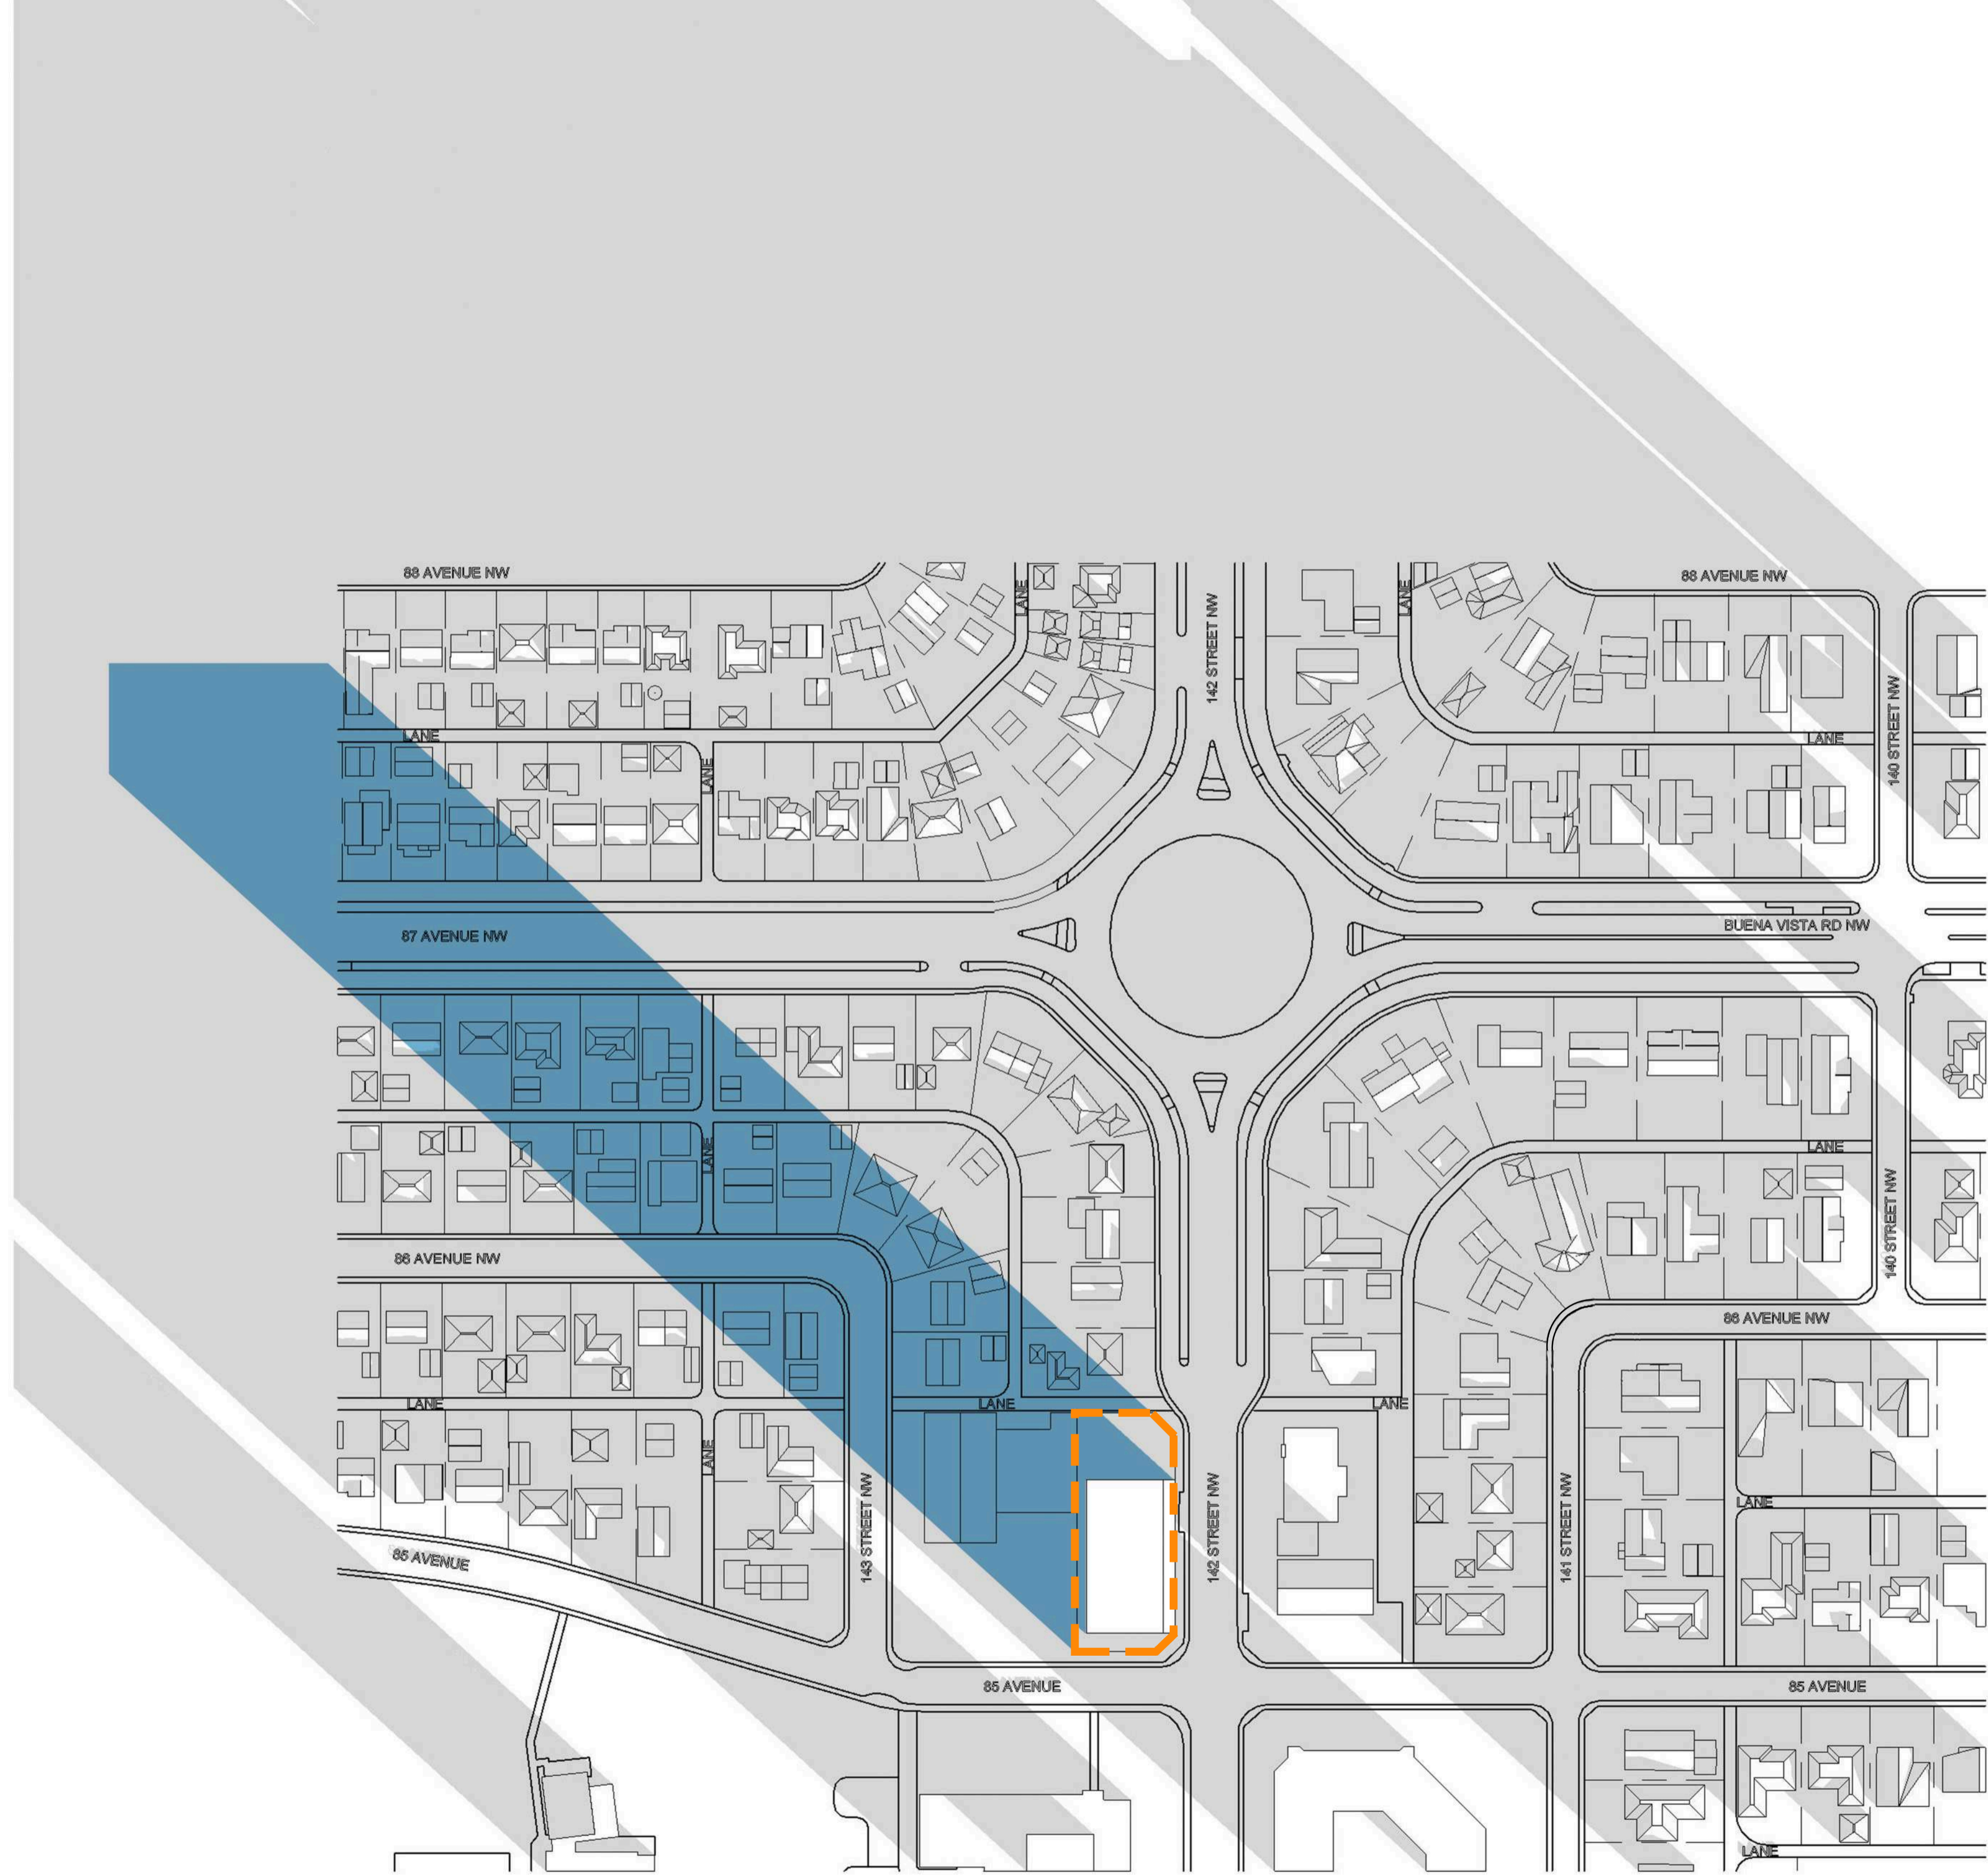 88 AVENUE NW
88 AVENUE NW
LANE
LANE
142 STREET NW
140 STREET NW
LANE
LANE
LANE
87 AVENUE NW
BUENA VISTA RD NW
LANE
LANE
140 STREET NW
86 AVENUE NW
86 AVENUE NW
LANE
LANE
LANE
LANE
143 STREET NW
142 STREET NW
141 STREET NW
LANE
85 AVENUE
85 AVENUE
85 AVENUE
LANE